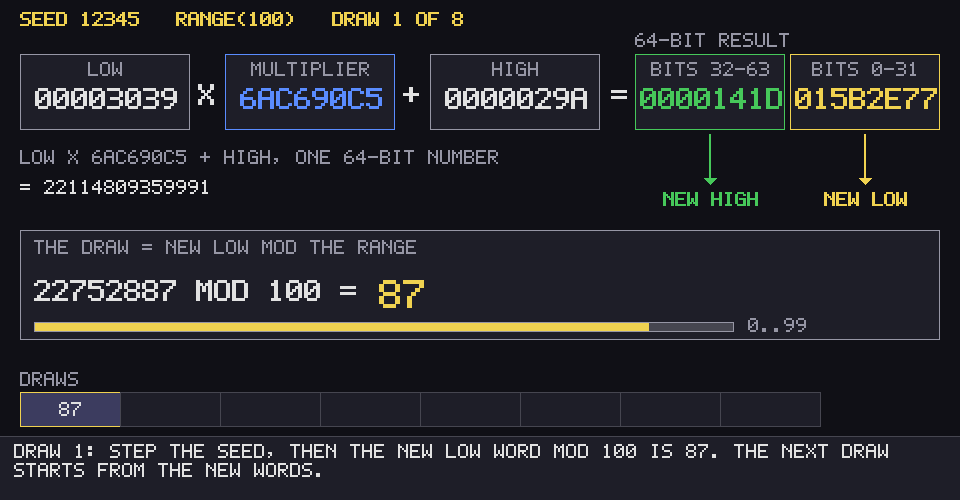 SEED 12345 RANGE(100) DRAW 1 OF 8
64-BIT RESULT
LOW MULTIPLIER HIGH BITS 32-63 BITS 0-31
00003039 X 6AC690C5 + 0000029A = 0000141D 015B2E77
LOW X 6AC690C5 + HIGH, ONE 64-BIT NUMBER
= 22114809359991
NEW HIGH NEW LOW
THE DRAW = NEW LOW MOD THE RANGE
22752887 MOD 100 = 87
0..99
DRAWS
87
DRAW 1: STEP THE SEED, THEN THE NEW LOW WORD MOD 100 IS 87. THE NEXT DRAW
STARTS FROM THE NEW WORDS.